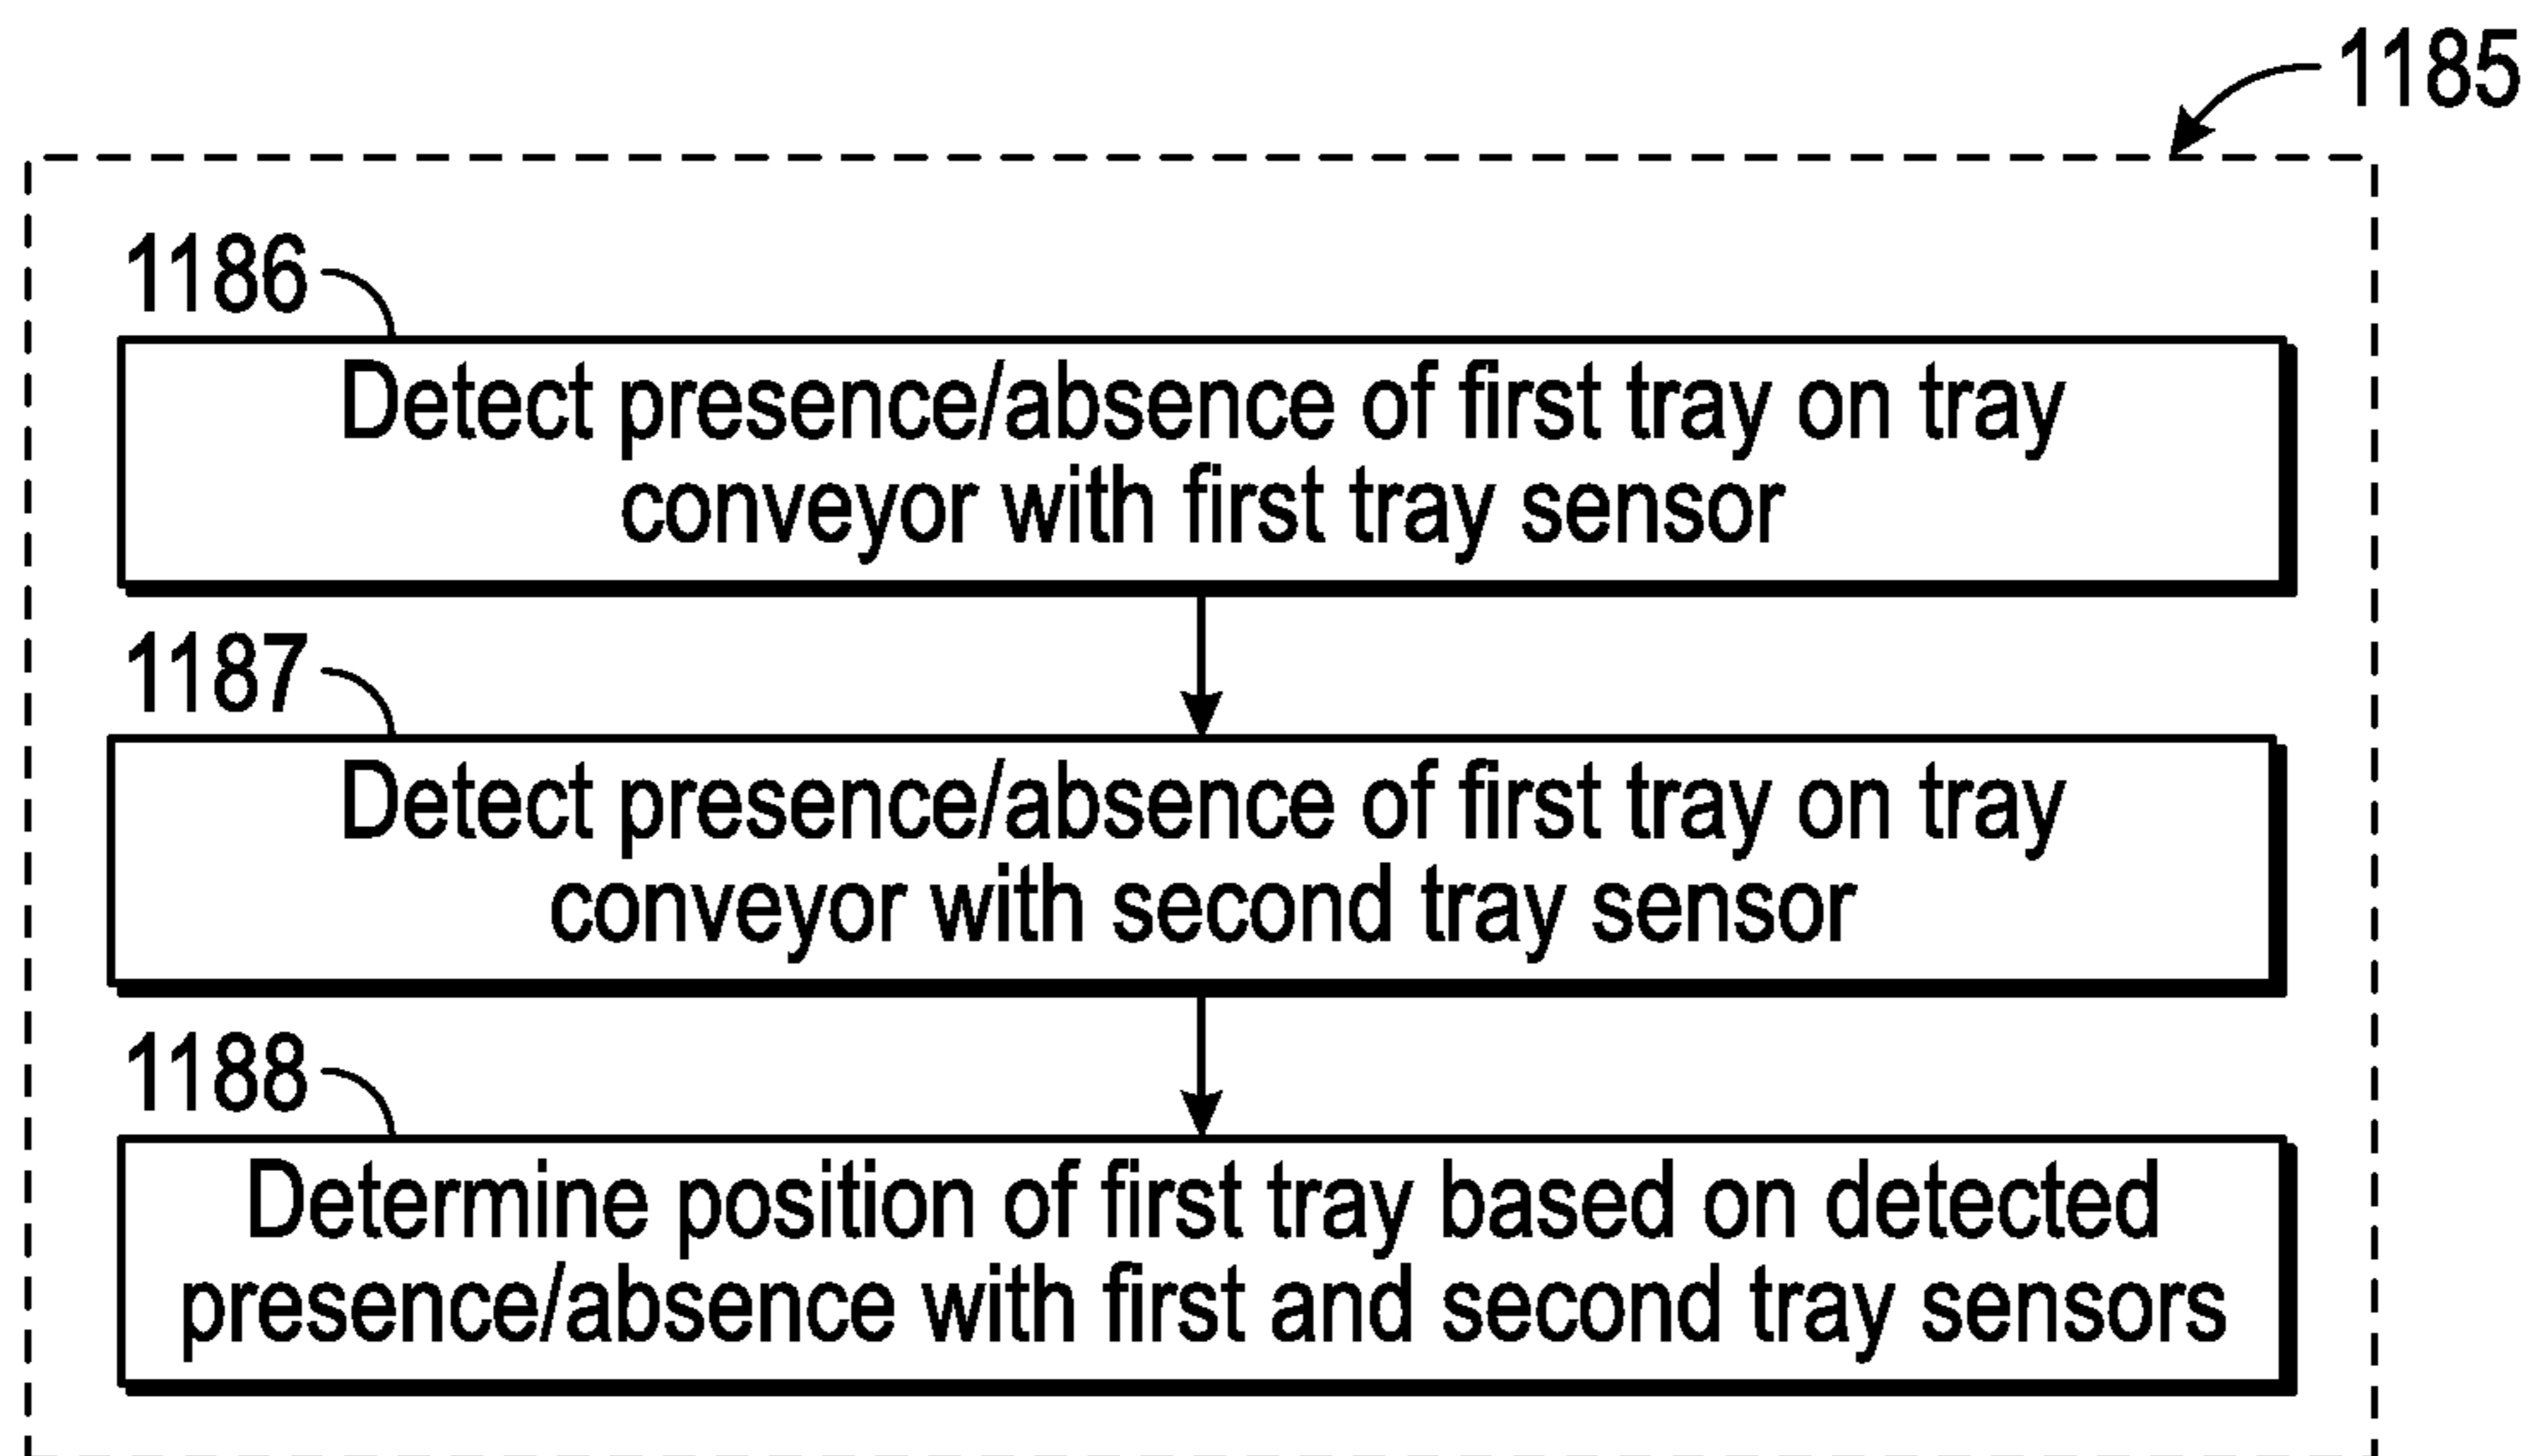 1185
1186
Detect presence/absence of first tray on tray
conveyor with first tray sensor
1187
Detect presence/absence of first tray on tray
conveyor with second tray sensor
1188
Determine position of first tray based on detected
presence/absence with first and second tray sensors